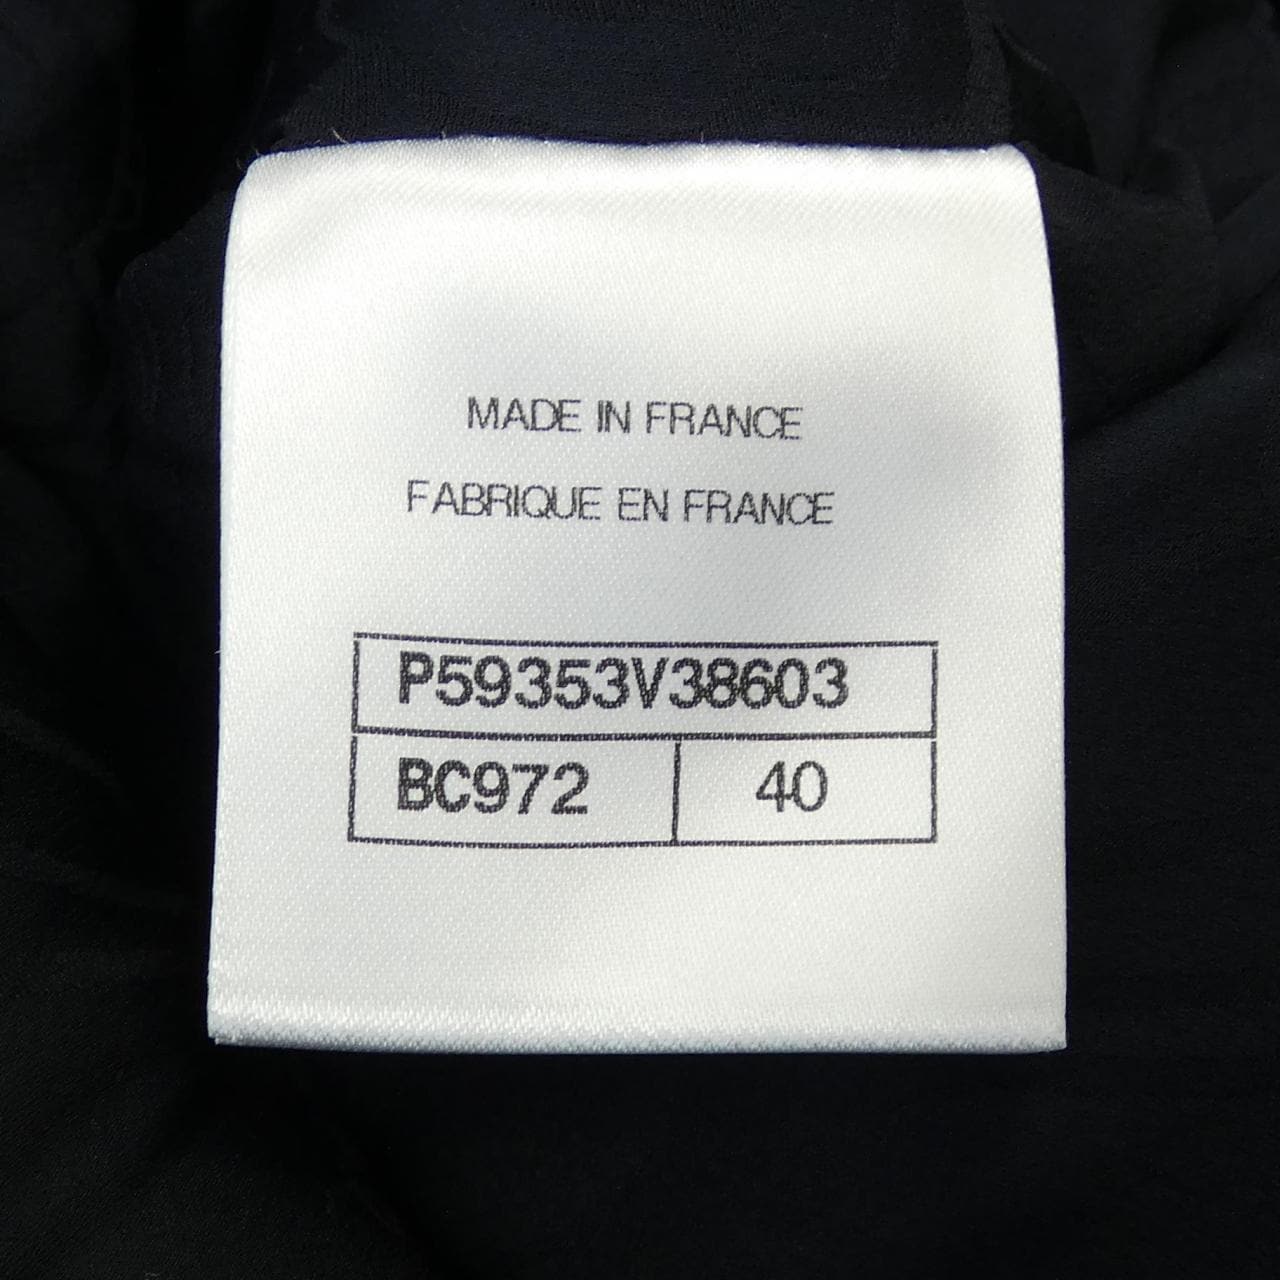 MADE IN FRANCE
FABRIQUE EN FRANCE
P59353V38603
BC972 40